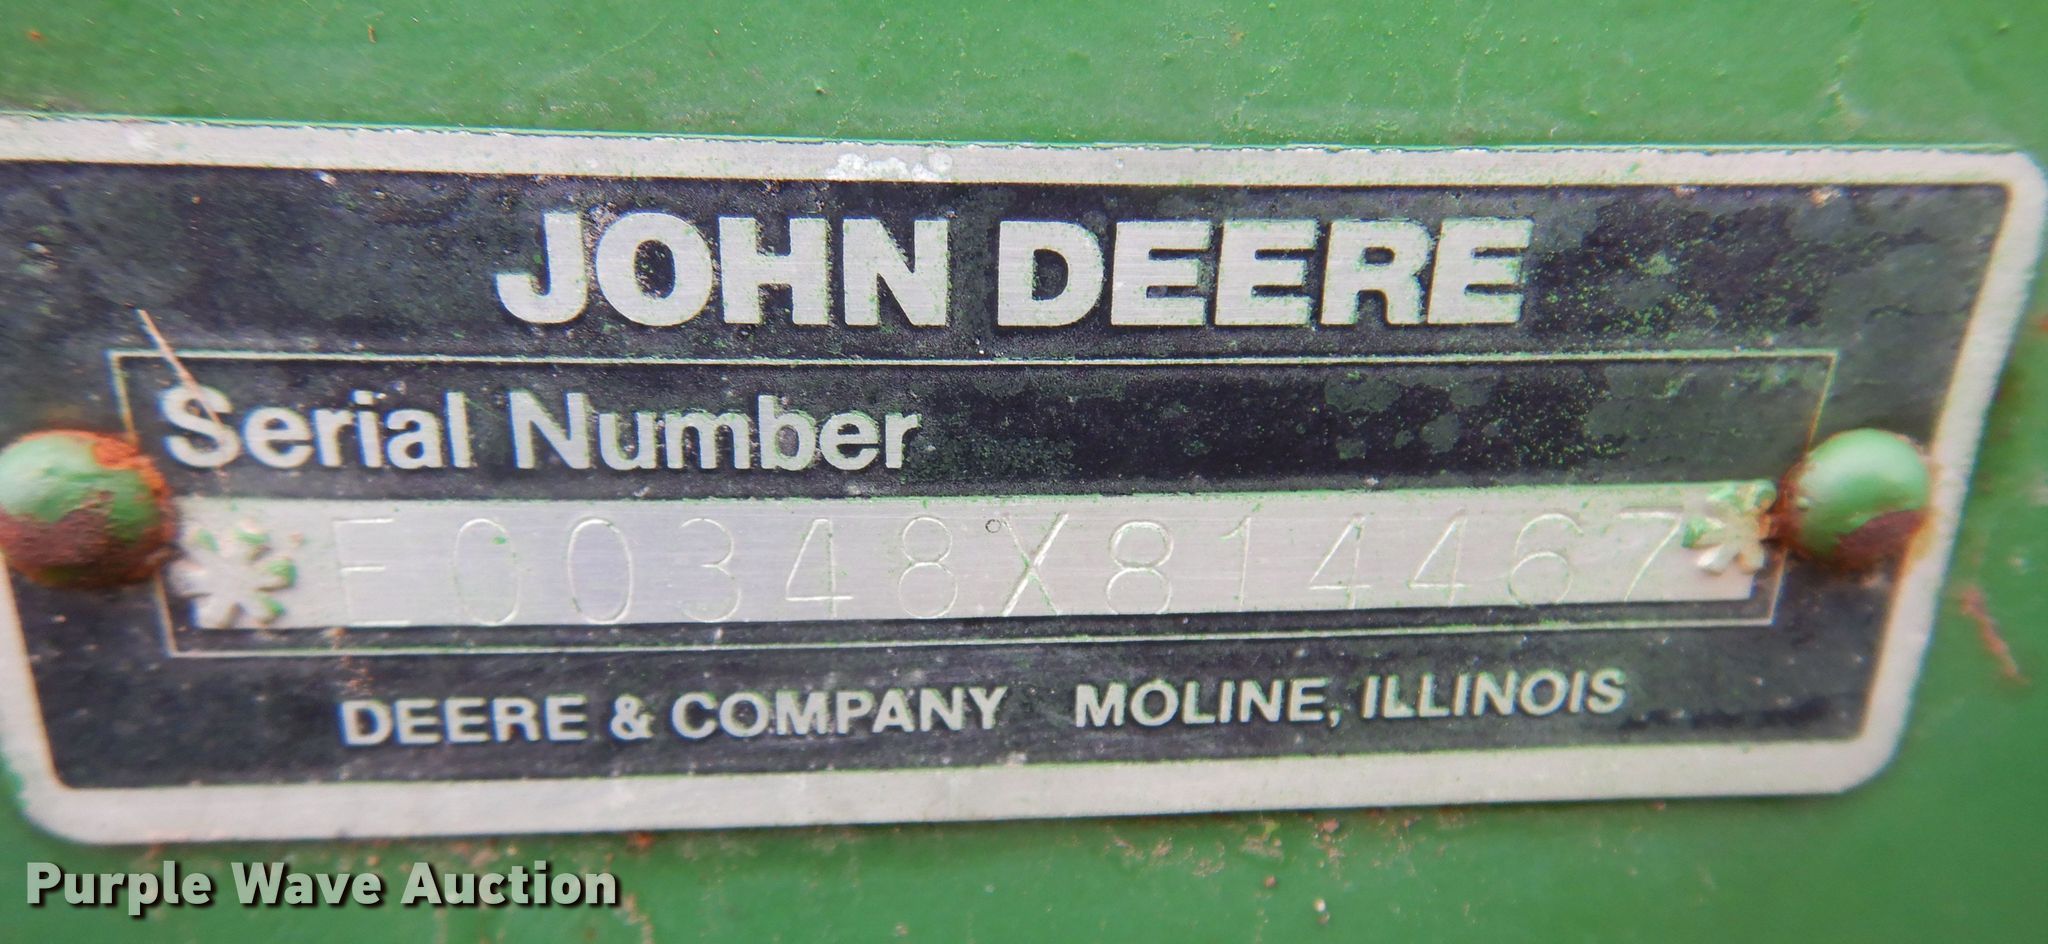 JOHN DEERE
Serial Number
*E00348X814467*
DEERE & COMPANY MOLINE, ILLINOIS
Purple Wave Auction